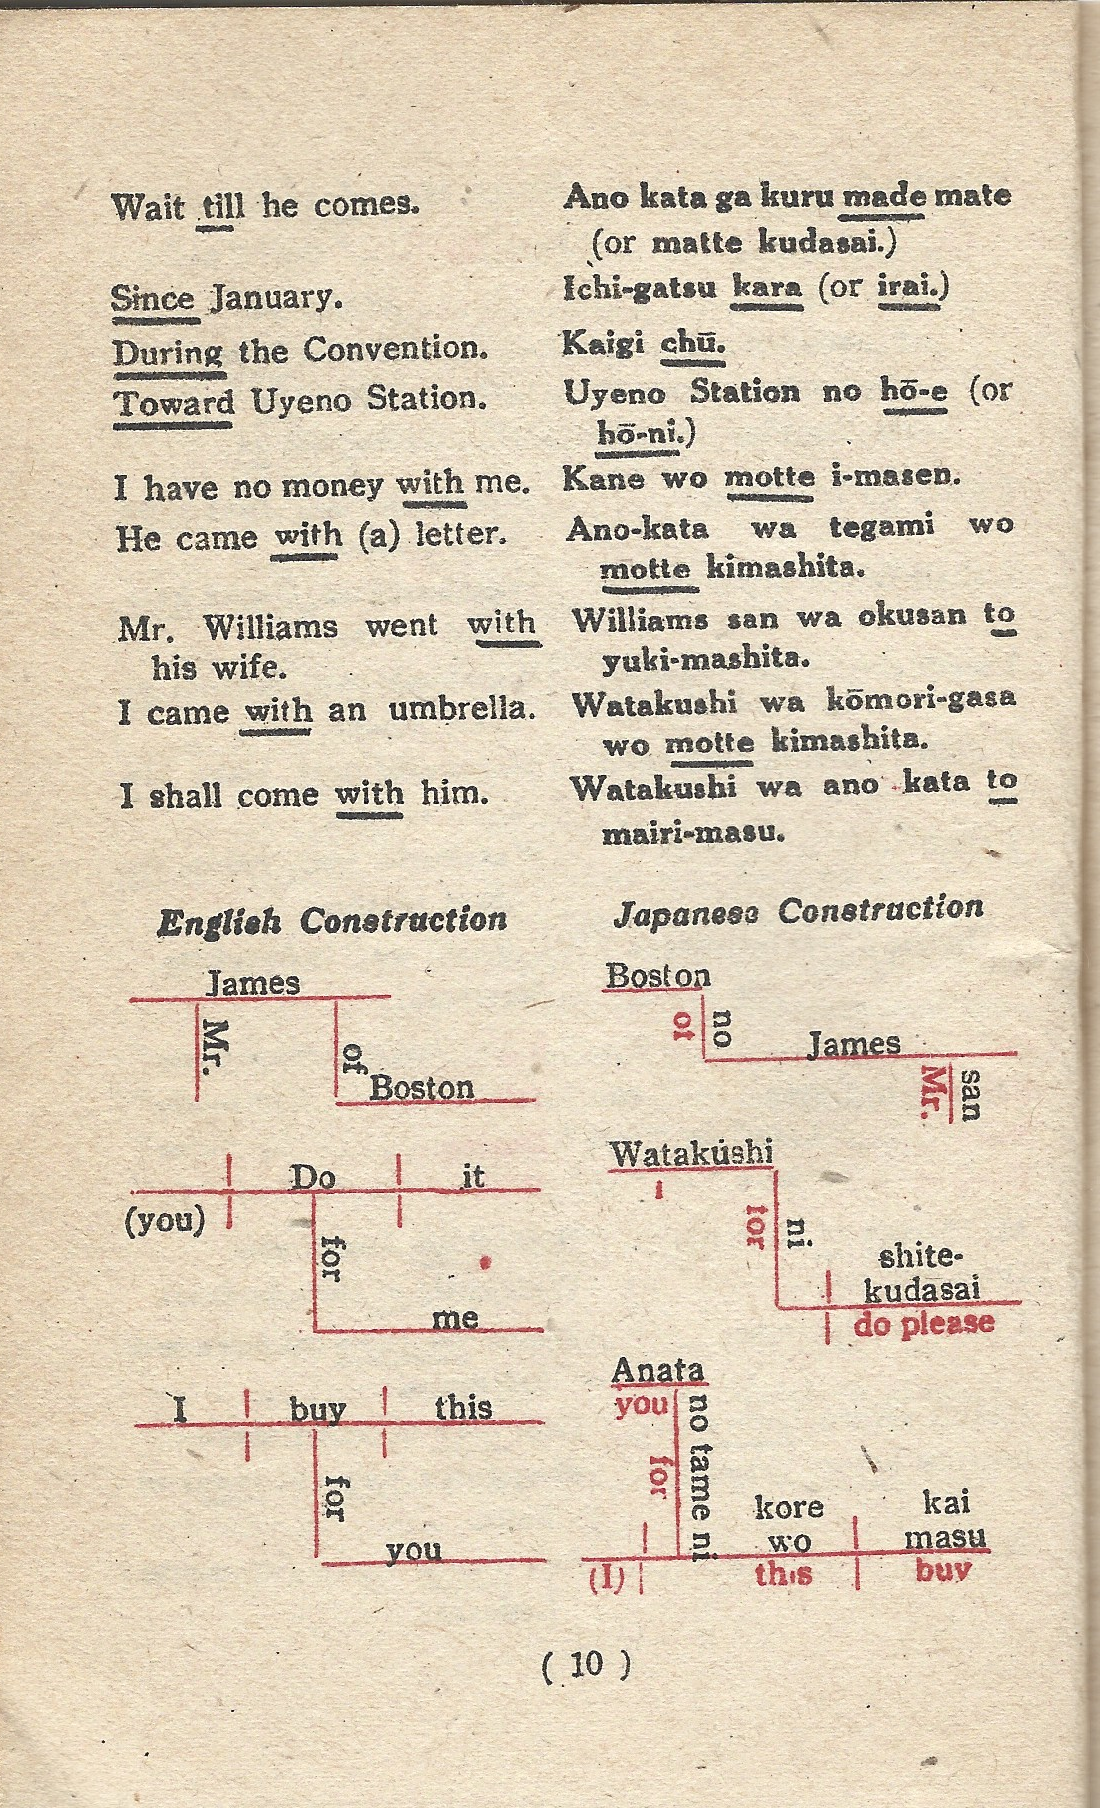 Wait till he comes.
Ano kata ga kuru made mate
(or matte kudasai.)
Since January.
Ichi-gatsu kara (or irai.)
During the Convention.
Kaigi chū.
Toward Uyeno Station.
Uyeno Station no hō-e (or
hō-ni.)
I have no money with me.
Kane wo motte i-masen.
He came with (a) letter.
Ano-kata wa tegami wo
motte kimashita.
Mr. Williams went with
his wife.
Williams san wa okusan to
yuki-mashita.
I came with an umbrella.
Watakushi wa kōmori-gasa
wo motte kimashita.
I shall come with him.
Watakushi wa ano kata to
mairi-masu.
English Construction
James
Mr.
of
Boston
Do
it
(you)
for
me
I
buy
this
for
you
Japanese Construction
Boston
of
no
James
Mr.
san
Watakushi
I
for
ni
shite-
kudasai
do please
Anata
you
for
no tame ni
kore
wo
this
kai
masu
buy
(I)
( 10 )